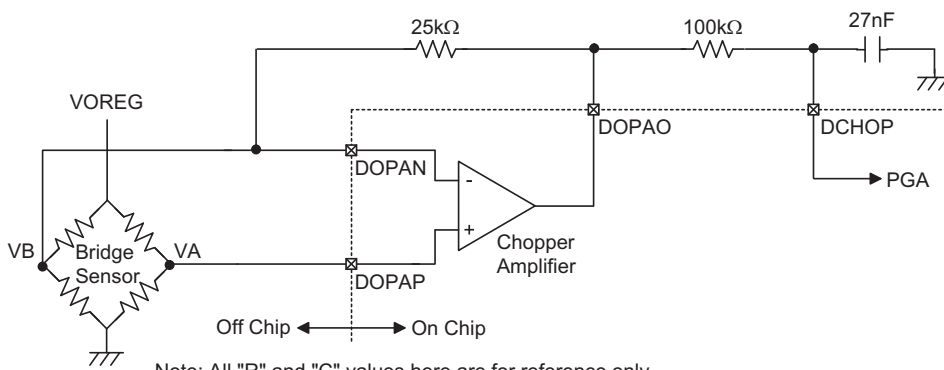 25kΩ
100kΩ
27nF
VOREG
DOPAO
DCHOP
DOPAN
PGA
-
+
VB
Bridge
Sensor
VA
Chopper
Amplifier
DOPAP
Off Chip
On Chip
Note: All "R" and "C" values here are for reference only